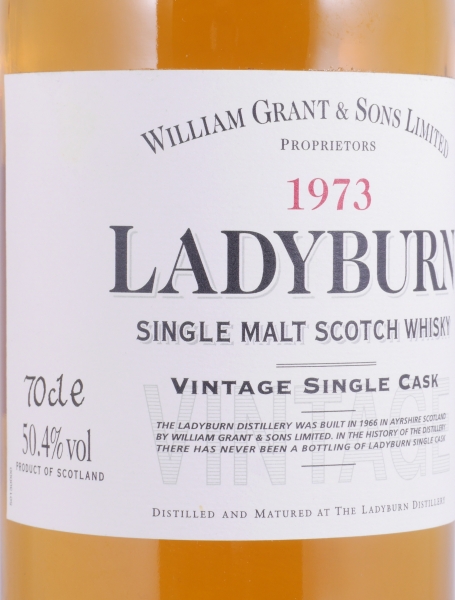 WILLIAM GRANT & SONS LIMITED
PROPRIETORS
1973
LADYBURN
SINGLE MALT SCOTCH WHISKY
VINTAGE SINGLE CASK
VINTAGE
70cl e
50.4% vol
PRODUCT OF SCOTLAND
THE LADYBURN DISTILLERY WAS BUILT IN 1966 IN AYRSHIRE SCOTLAND
BY WILLIAM GRANT & SONS LIMITED. IN THE HISTORY OF THE DISTILLERY
THERE HAS NEVER BEEN A BOTTLING OF LADYBURN SINGLE CASK
DISTILLED AND MATURED AT THE LADYBURN DISTILLERY